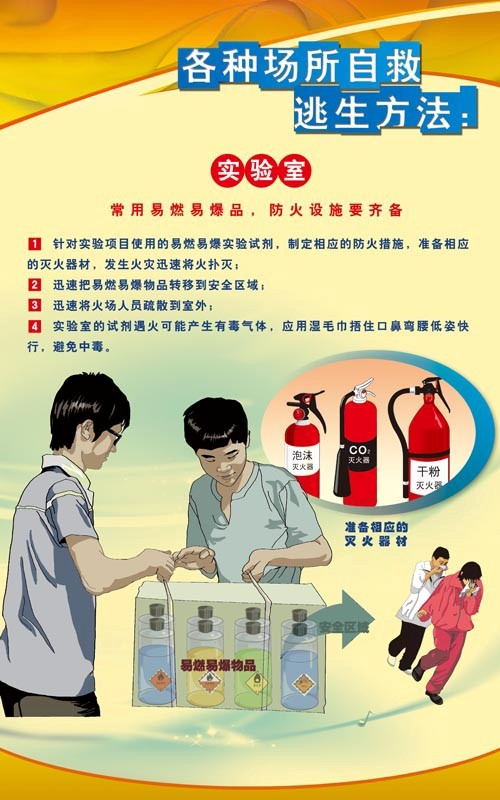 各种场所自救
逃生方法：
实验室
常用易燃易爆品，防火设施要齐备
1 针对实验项目使用的易燃易爆实验试剂，制定相应的防火措施，准备相应
的灭火器材，发生火灾迅速将火扑灭；
2 迅速把易燃易爆物品转移到安全区域；
3 迅速将火场人员疏散到室外；
4 实验室的试剂遇火可能产生有毒气体，应用湿毛巾捂住口鼻弯腰低姿快
行，避免中毒。
泡沫
灭火器
CO₂
灭火器
干粉
灭火器
准备相应的
灭火器材
安全区域
易燃易爆物品